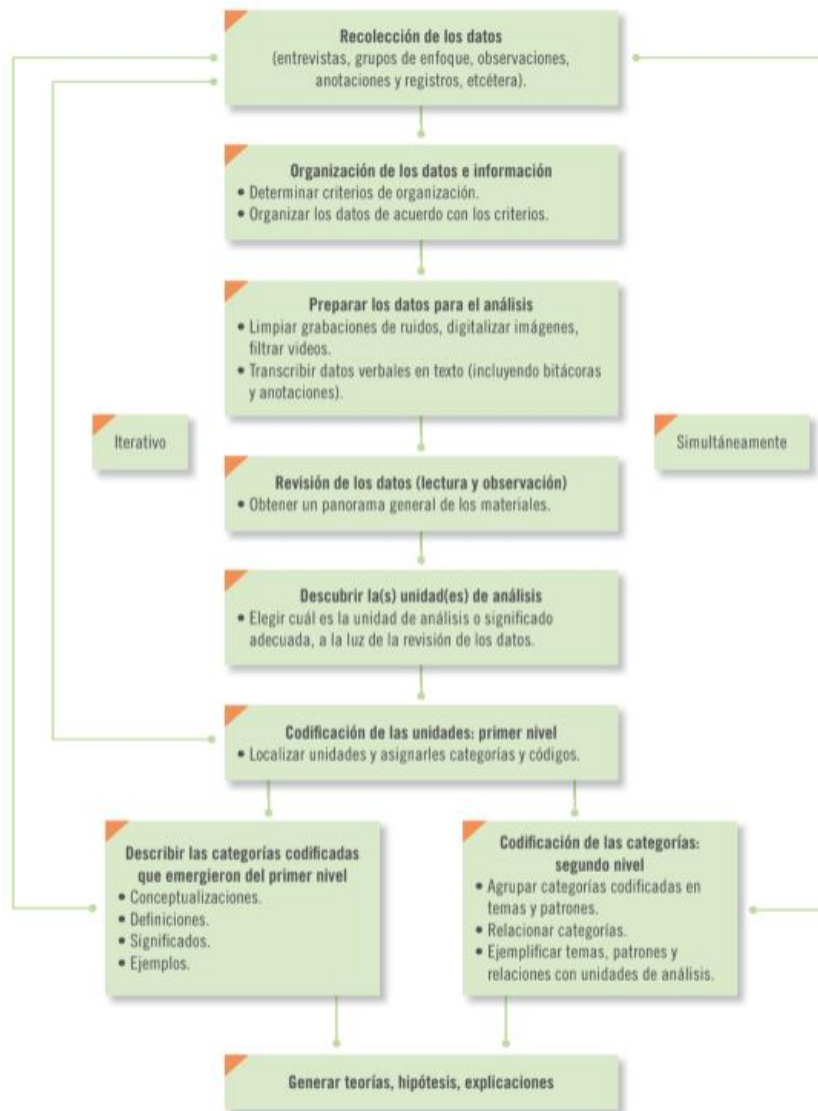 Recolección de los datos
(entrevistas, grupos de enfoque, observaciones,
anotaciones y registros, etcétera).
Organización de los datos e información
• Determinar criterios de organización.
• Organizar los datos de acuerdo con los criterios.
Preparar los datos para el análisis
• Limpiar grabaciones de ruidos, digitalizar imágenes,
filtrar videos.
• Transcribir datos verbales en texto (incluyendo bitácoras
y anotaciones).
Iterativo
Simultáneamente
Revisión de los datos (lectura y observación)
• Obtener un panorama general de los materiales.
Descubrir la(s) unidad(es) de análisis
• Elegir cuál es la unidad de análisis o significado
adecuada, a la luz de la revisión de los datos.
Codificación de las unidades: primer nivel
• Localizar unidades y asignarles categorías y códigos.
Describir las categorías codificadas
que emergieron del primer nivel
• Conceptualizaciones.
• Definiciones.
• Significados.
• Ejemplos.
Codificación de las categorías:
segundo nivel
• Agrupar categorías codificadas en
temas y patrones.
• Relacionar categorías.
• Ejemplificar temas, patrones y
relaciones con unidades de análisis.
Generar teorías, hipótesis, explicaciones